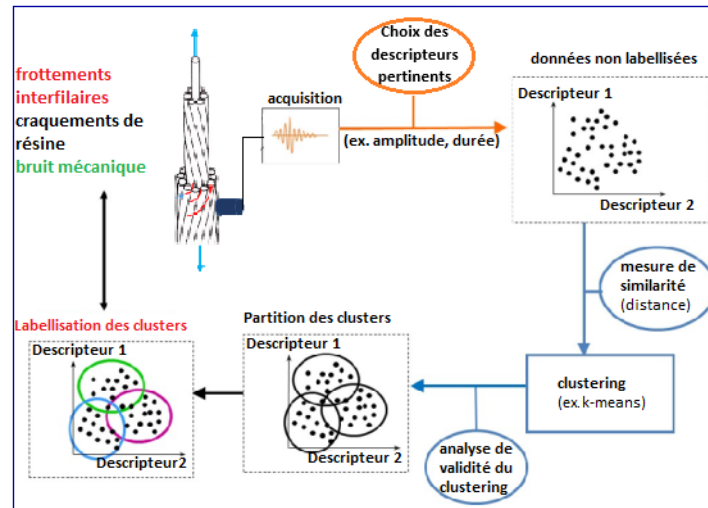 frottements
interfilaires
craquements de
résine
bruit mécanique
acquisition
Choix des
descripteurs
pertinents
(ex. amplitude, durée)
données non labellisées
Descripteur 1
Descripteur 2
mesure de
similarité
(distance)
clustering
(ex.k-means)
analyse de
validité du
clustering
Partition des clusters
Descripteur 1
Descripteur 2
Labellisation des clusters
Descripteur 1
Descripteur2